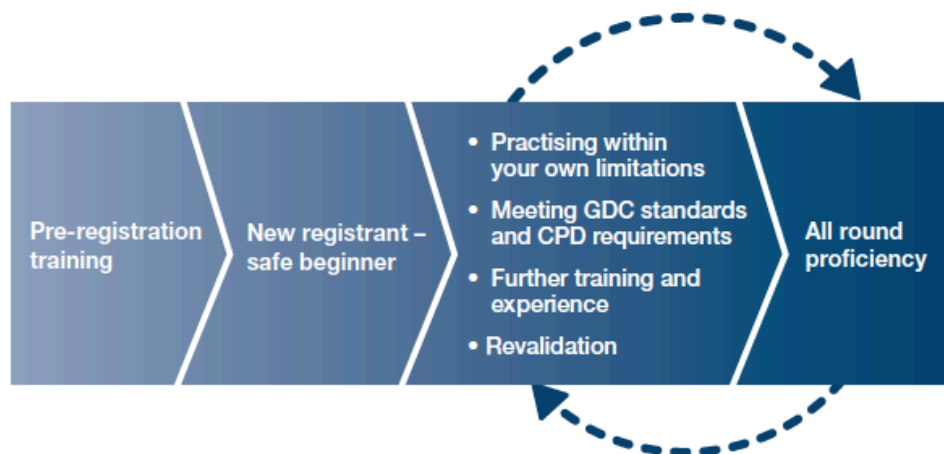 Pre-registration
training
New registrant –
safe beginner
• Practising within
your own limitations
• Meeting GDC standards
and CPD requirements
• Further training and
experience
• Revalidation
All round
proficiency